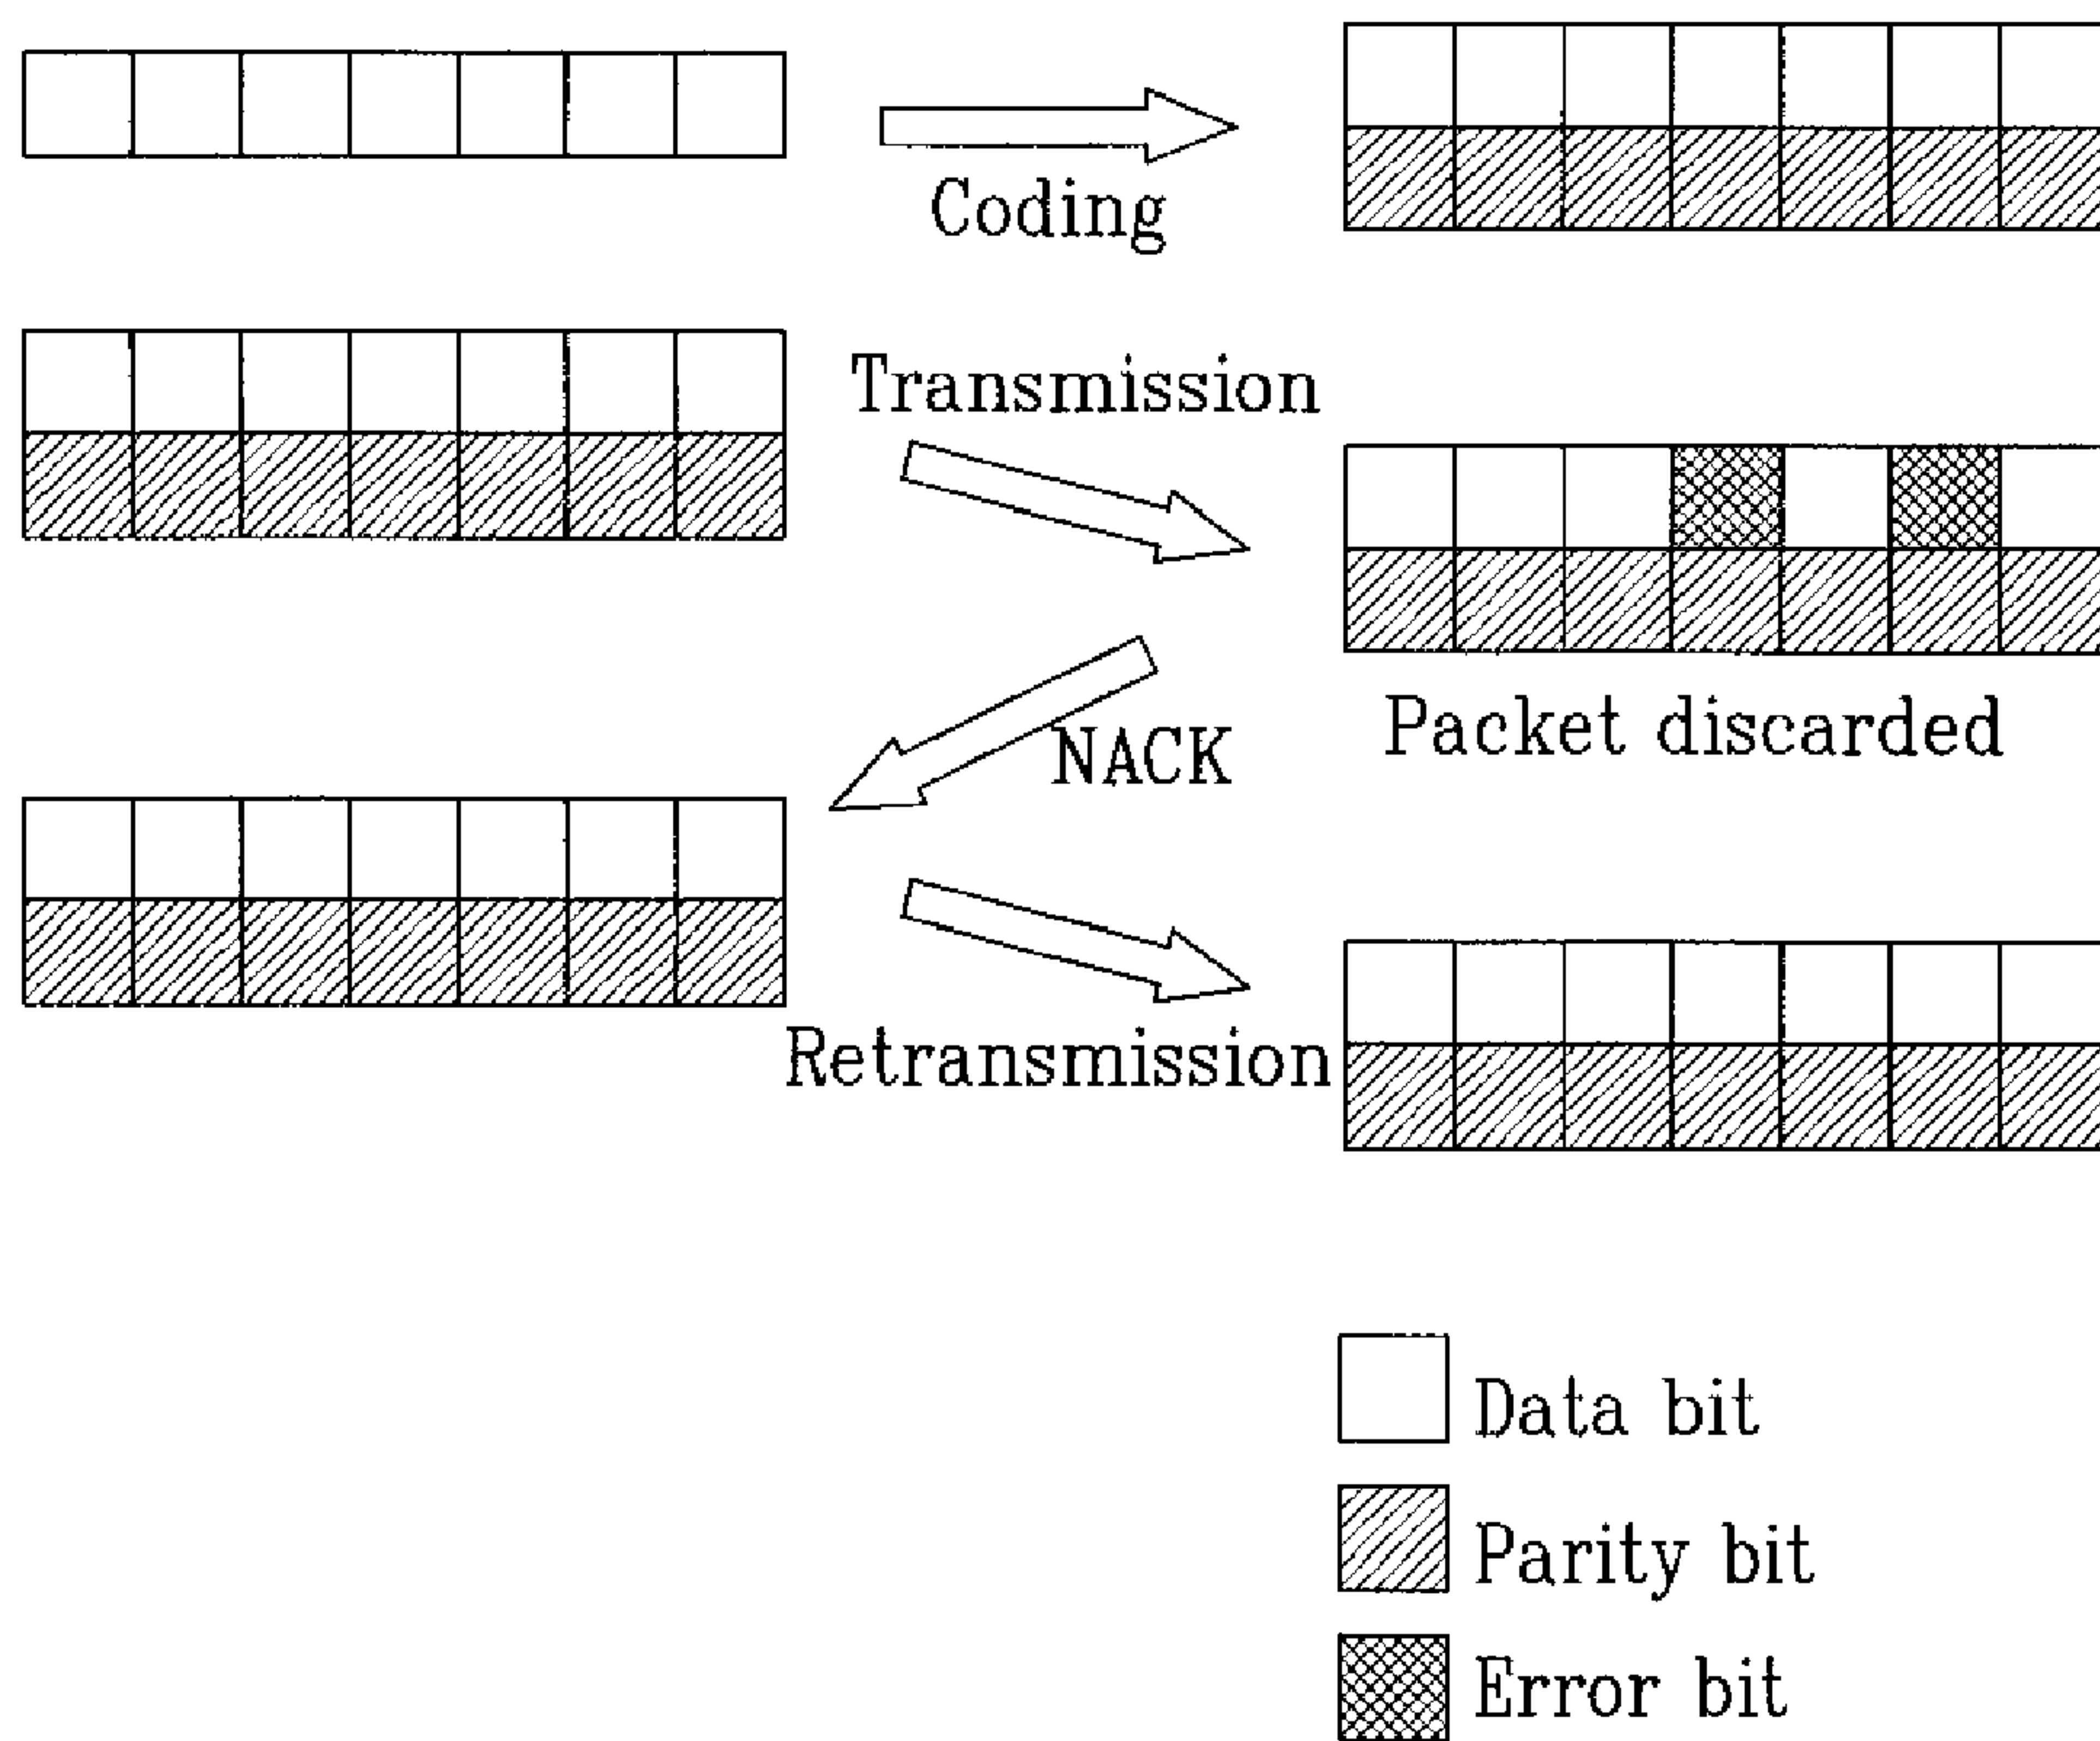 Coding
Transmission
Packet discarded
NACK
Retransmission
Data bit
Parity bit
Error bit